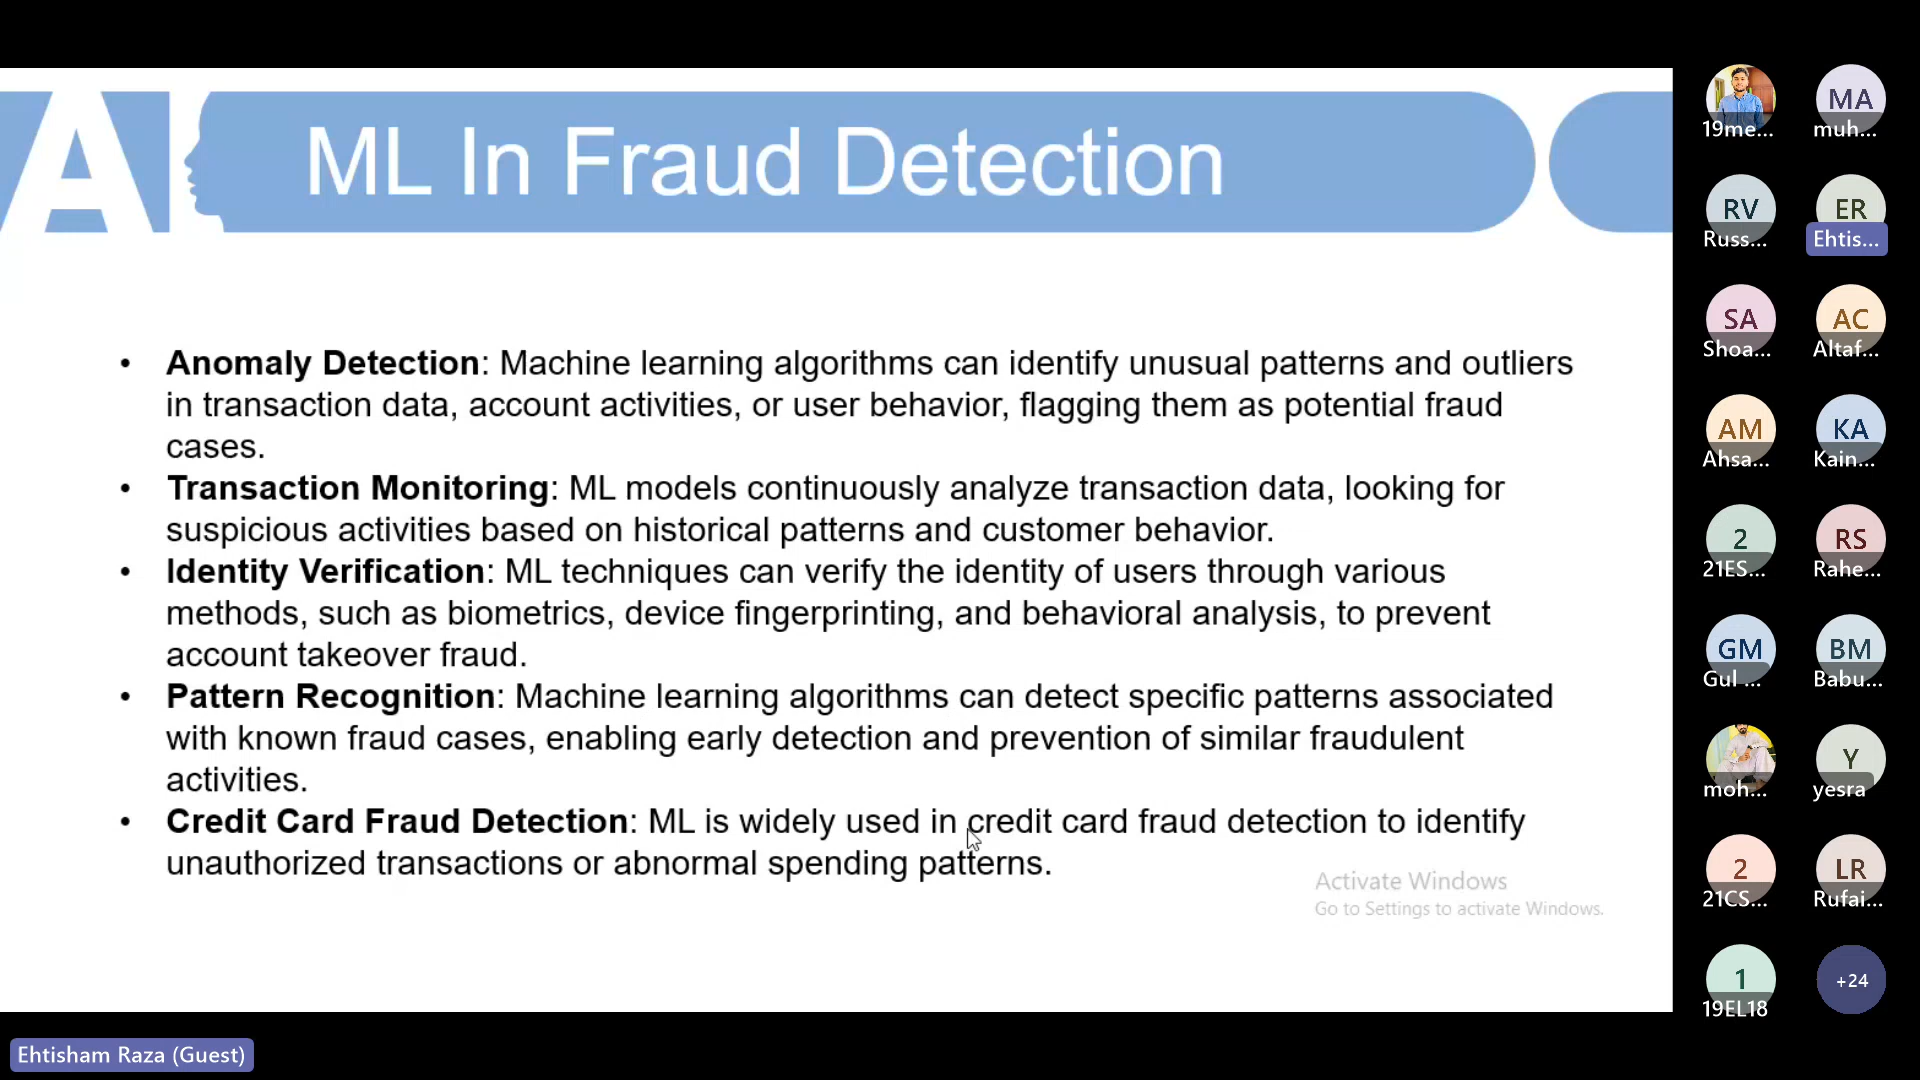 A
ML In Fraud Detection
• Anomaly Detection: Machine learning algorithms can identify unusual patterns and outliers
in transaction data, account activities, or user behavior, flagging them as potential fraud
cases.
• Transaction Monitoring: ML models continuously analyze transaction data, looking for
suspicious activities based on historical patterns and customer behavior.
• Identity Verification: ML techniques can verify the identity of users through various
methods, such as biometrics, device fingerprinting, and behavioral analysis, to prevent
account takeover fraud.
• Pattern Recognition: Machine learning algorithms can detect specific patterns associated
with known fraud cases, enabling early detection and prevention of similar fraudulent
activities.
• Credit Card Fraud Detection: ML is widely used in credit card fraud detection to identify
unauthorized transactions or abnormal spending patterns.
Activate Windows
Go to Settings to activate Windows.
Ehtisham Raza (Guest)
19me...
MA
muh...
RV
Russ...
ER
Ehtis...
SA
Shoa...
AC
Altaf...
AM
Ahsa...
KA
Kain...
2
21ES...
RS
Rahe...
GM
Gul ...
BM
Babu...
moh...
Y
yesra
2
21CS...
LR
Rufai...
1
19EL18
+24